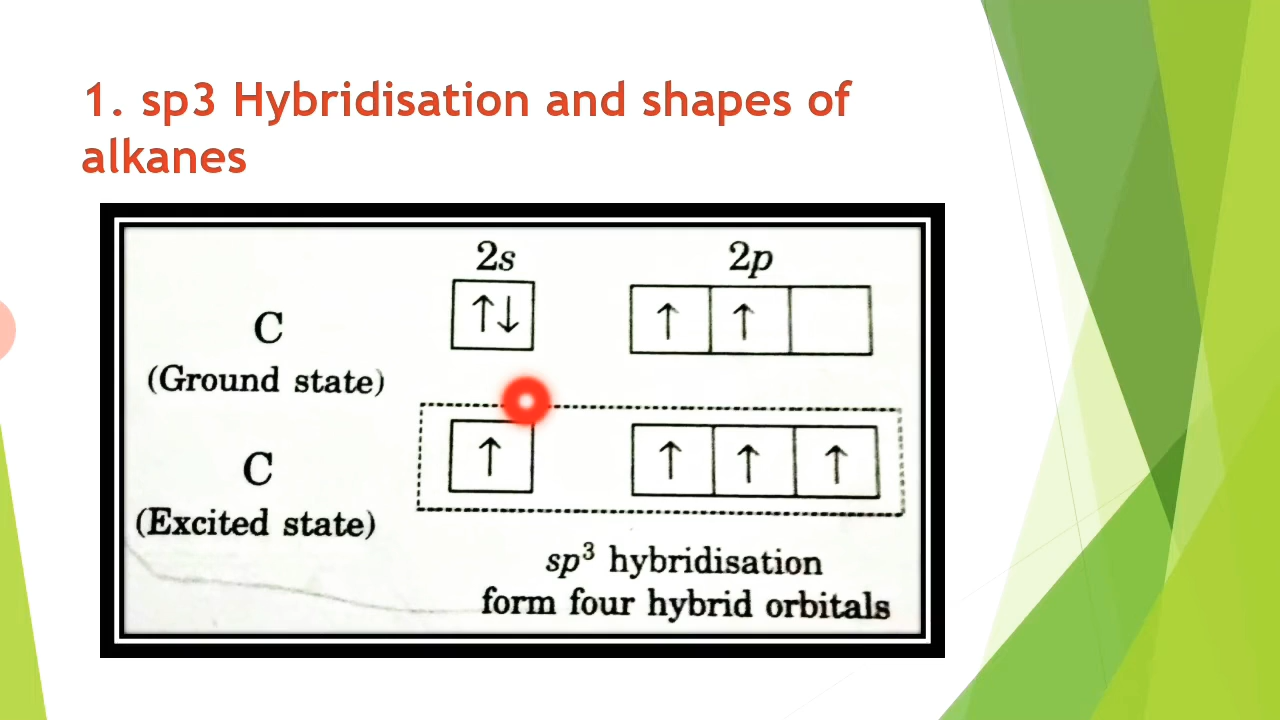 1. sp3 Hybridisation and shapes of
alkanes
2s 2p
C ↑↓ ↑ ↑
(Ground state)
C ↑ ↑ ↑ ↑
(Excited state)
sp³ hybridisation
form four hybrid orbitals